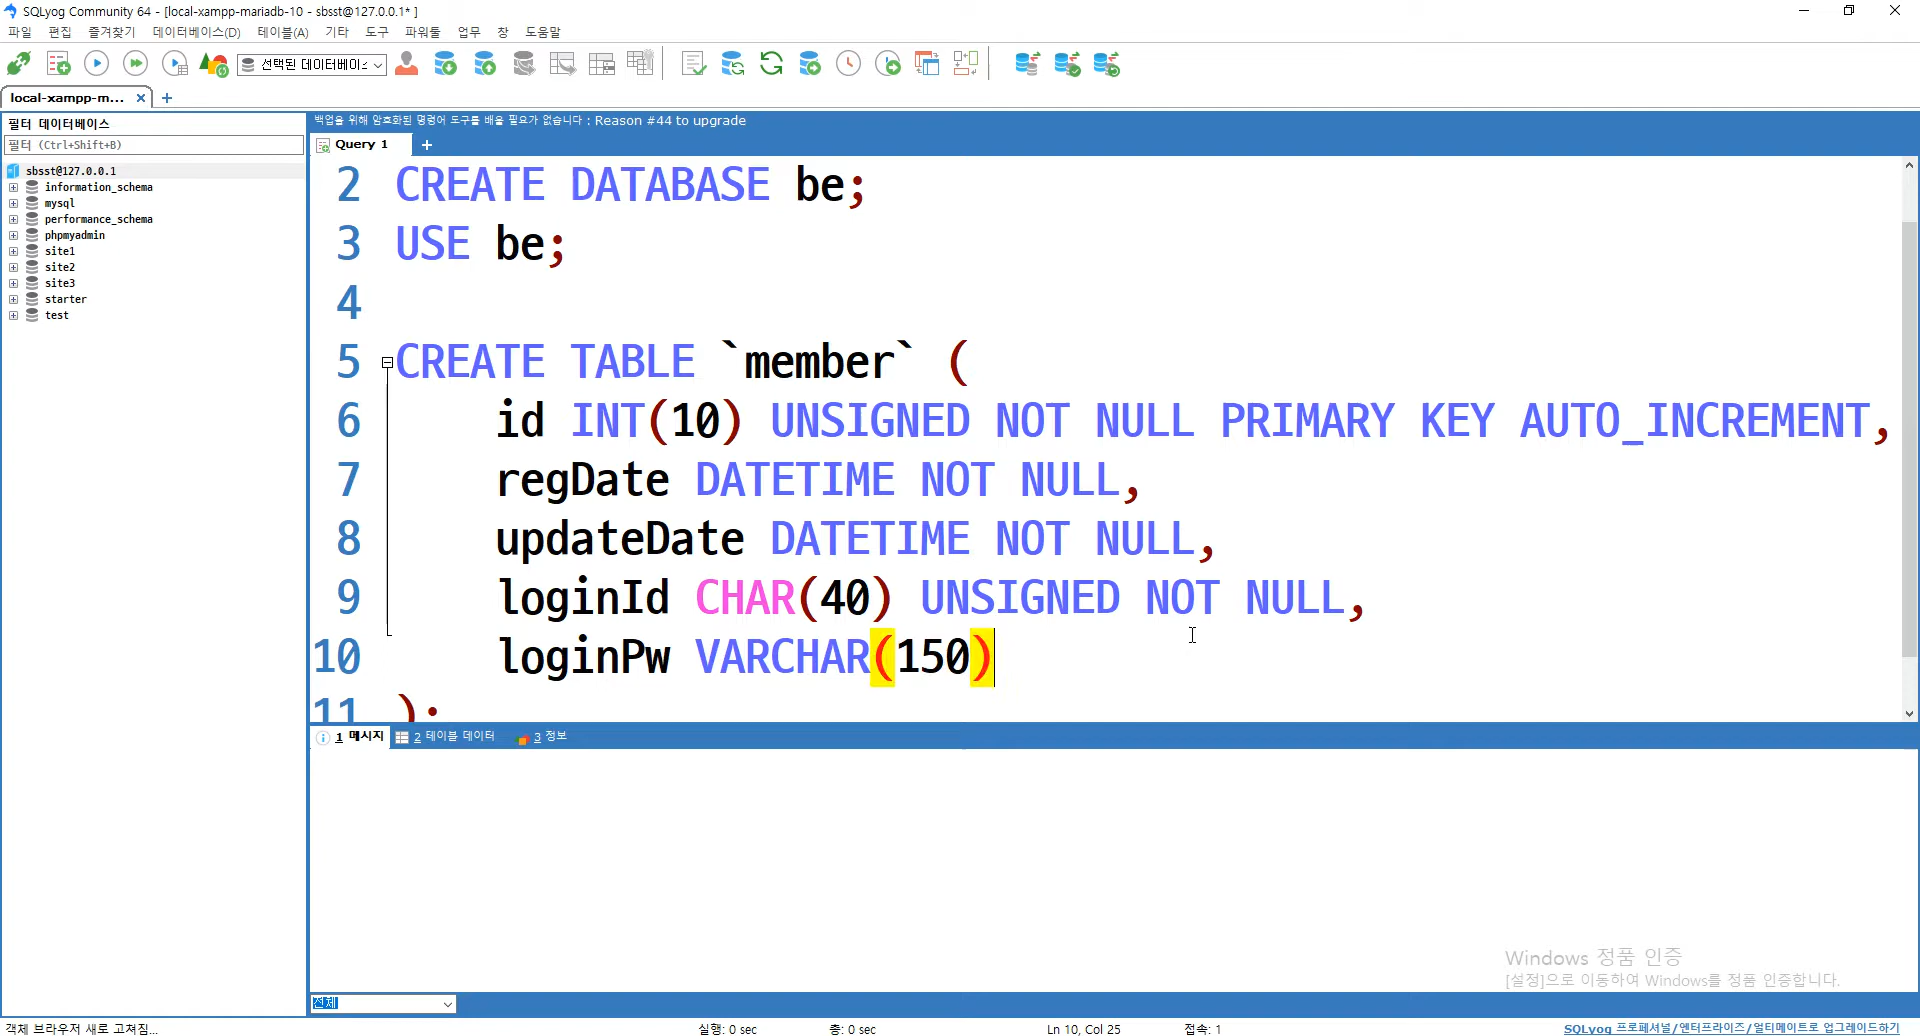 SQLyog Community 64 - [local-xampp-mariadb-10 - sbsst@127.0.0.1* ]
파일 편집 즐겨찾기 데이터베이스(D) 테이블(A) 기타 도구 파워툴 업무 창 도움말
선택된 데이터베이스
local-xampp-m...
필터 데이터베이스
필터 (Ctrl+Shift+B)
sbsst@127.0.0.1
information_schema
mysql
performance_schema
phpmyadmin
site1
site2
site3
starter
test
백업을 위해 암호화된 명령어 도구를 배울 필요가 없습니다 : Reason #44 to upgrade
Query 1
2 CREATE DATABASE be;
3 USE be;
4
5 CREATE TABLE `member` (
6 id INT(10) UNSIGNED NOT NULL PRIMARY KEY AUTO_INCREMENT,
7 regDate DATETIME NOT NULL,
8 updateDate DATETIME NOT NULL,
9 loginId CHAR(40) UNSIGNED NOT NULL,
10 loginPw VARCHAR(150)
11 );
1 메시지 2 테이블 데이터 3 정보
Windows 정품 인증
[설정]으로 이동하여 Windows를 정품 인증합니다.
전체
객체 브라우저 새로 고쳐짐... 실행: 0 sec 총: 0 sec Ln 10, Col 25 접속: 1 SQLyog 프로페셔널/엔터프라이즈/얼티메이트로 업그레이드하기